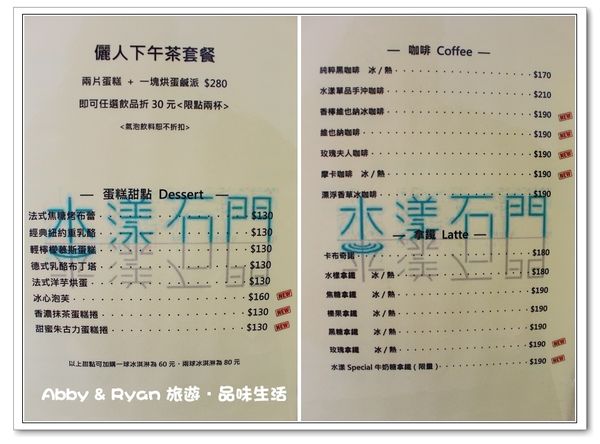 儷人下午茶套餐
兩片蛋糕 + 一塊烘蛋鹹派 $280
即可任選飲品折 30 元<限點兩杯>
<氣泡飲料恕不折扣>
— 蛋糕甜點 Dessert —
法式焦糖烤布蕾 $130
經典紐約重乳酪 $130
輕檸檬慕斯蛋糕 $130
德式乳酪布丁塔 $130
法式洋芋烘蛋 $130
冰心泡芙 $160 NEW
香濃抹茶蛋糕捲 $130 NEW
甜蜜朱古力蛋糕捲 $130 NEW
以上甜點可加購一球冰淇淋為 60 元，兩球冰淇淋為 80 元
水漾石門
Abby & Ryan 旅遊‧品味生活
— 咖啡 Coffee —
純粹黑咖啡 冰 / 熱 $170
水漾單品手沖咖啡 $210
香檸維也納冰咖啡 $190 NEW
維也納咖啡 $190 NEW
玫瑰夫人咖啡 $190 NEW
摩卡咖啡 冰 / 熱 $190 NEW
漂浮香草冰咖啡 $190
水漾石門
— 拿鐵 Latte —
卡布奇諾 $180
水樣拿鐵 冰 / 熱 $180
焦糖拿鐵 冰 / 熱 $190
榛果拿鐵 冰 / 熱 $190
黑糖拿鐵 冰 / 熱 $190
玫瑰拿鐵 冰 / 熱 $190 NEW
水漾 Special 牛奶糖拿鐵 (限量) $190 NEW